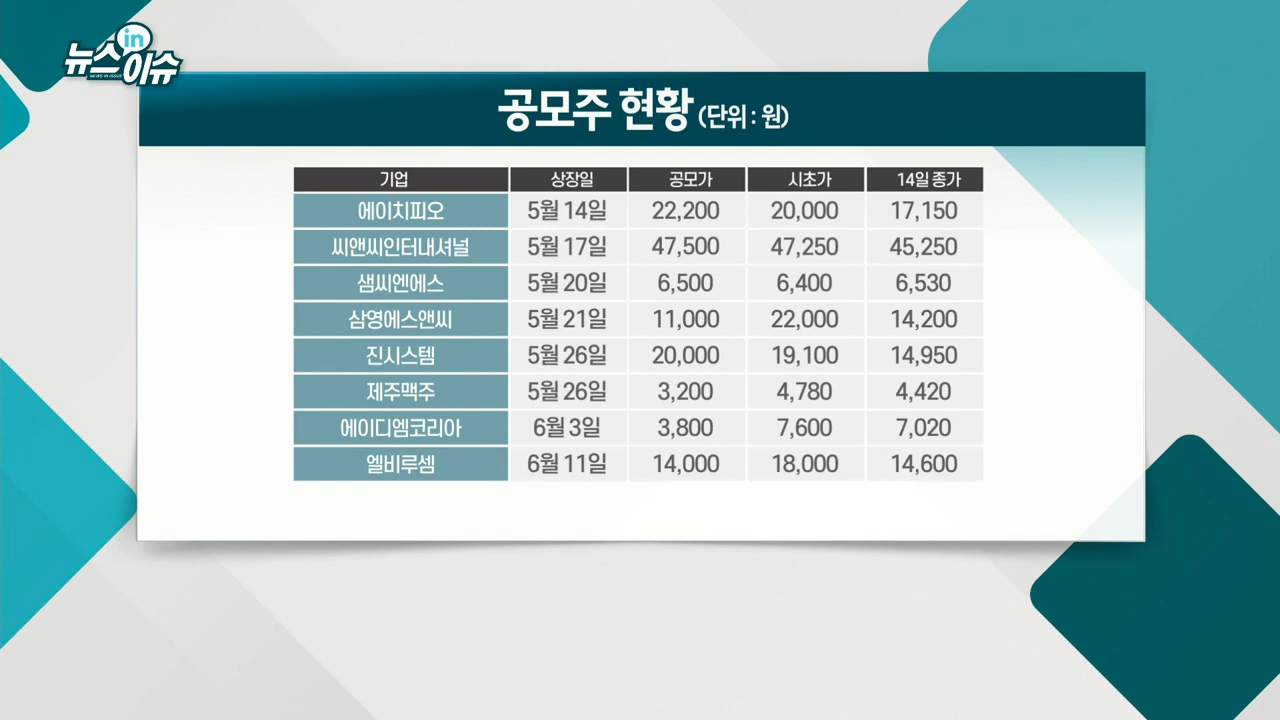 뉴스in이슈
NEWS IN ISSUE
공모주 현황 (단위 : 원)
기업 상장일 공모가 시초가 14일 종가
에이치피오 5월 14일 22,200 20,000 17,150
씨앤씨인터내셔널 5월 17일 47,500 47,250 45,250
샘씨엔에스 5월 20일 6,500 6,400 6,530
삼영에스앤씨 5월 21일 11,000 22,000 14,200
진시스템 5월 26일 20,000 19,100 14,950
제주맥주 5월 26일 3,200 4,780 4,420
에이디엠코리아 6월 3일 3,800 7,600 7,020
엘비루셈 6월 11일 14,000 18,000 14,600